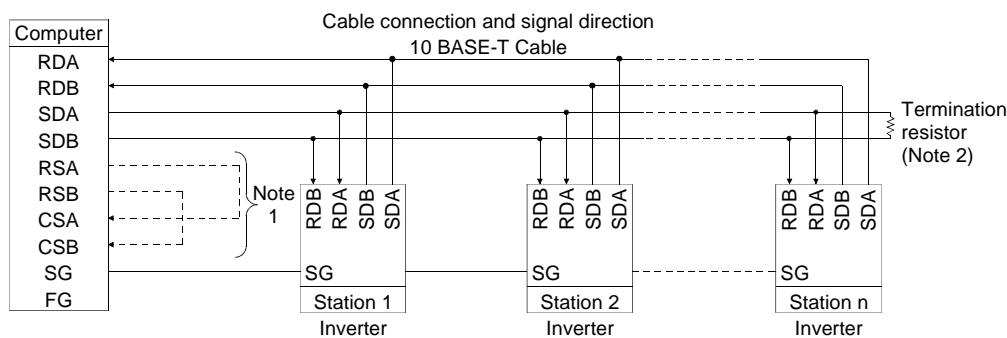 Cable connection and signal direction
10 BASE-T Cable
Computer
RDA
RDB
SDA
SDB
RSA
RSB
CSA
CSB
SG
FG
Note
1
Termination
resistor
(Note 2)
RDB
RDA
SDB
SDA
SG
Station 1
Inverter
RDB
RDA
SDB
SDA
SG
Station 2
Inverter
RDB
RDA
SDB
SDA
SG
Station n
Inverter